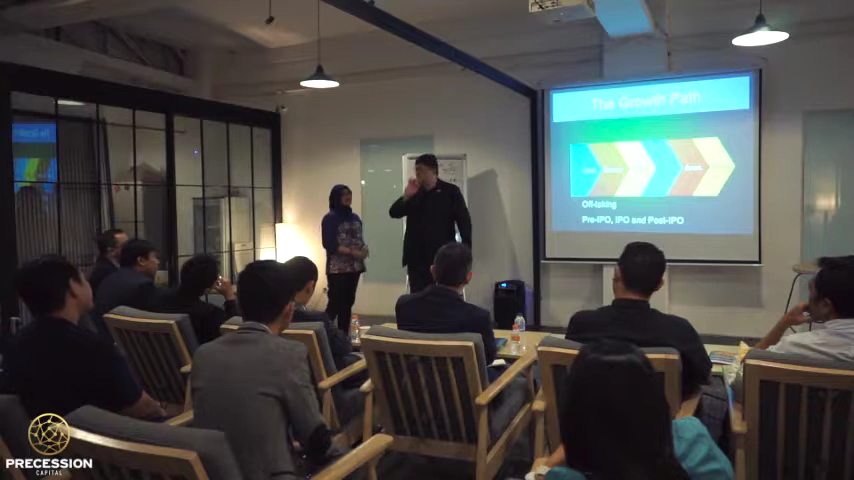 The Growth Path
Off-taking
Pre-IPO, IPO and Post-IPO
PRECESSION
CAPITAL